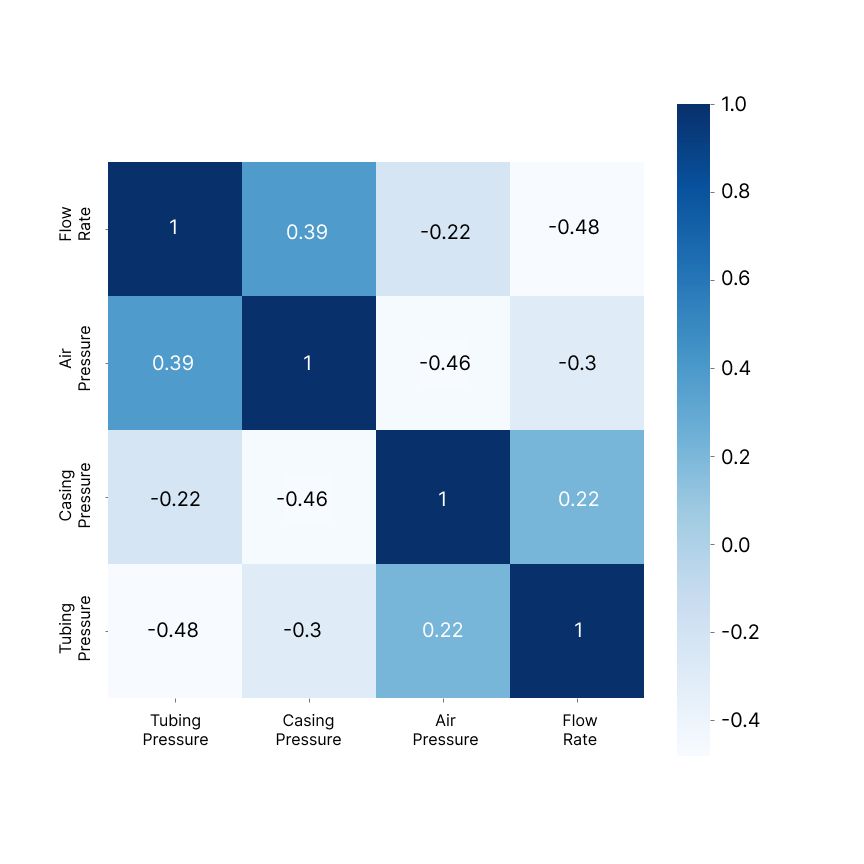 1.0
0.8
0.6
0.4
0.2
0.0
-0.2
-0.4
Flow
Rate
1
0.39
-0.22
-0.48
Air
Pressure
0.39
1
-0.46
-0.3
Casing
Pressure
-0.22
-0.46
1
0.22
Tubing
Pressure
-0.48
-0.3
0.22
1
Tubing
Pressure
Casing
Pressure
Air
Pressure
Flow
Rate